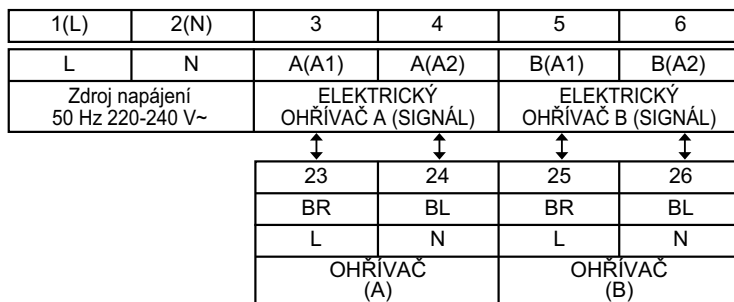 1(L) 2(N) 3 4 5 6
L N A(A1) A(A2) B(A1) B(A2)
Zdroj napájení ELEKTRICKÝ ELEKTRICKÝ
50 Hz 220-240 V~ OHŘÍVAČ A (SIGNÁL) OHŘÍVAČ B (SIGNÁL)
23 24 25 26
BR BL BR BL
L N L N
OHŘÍVAČ OHŘÍVAČ
(A) (B)